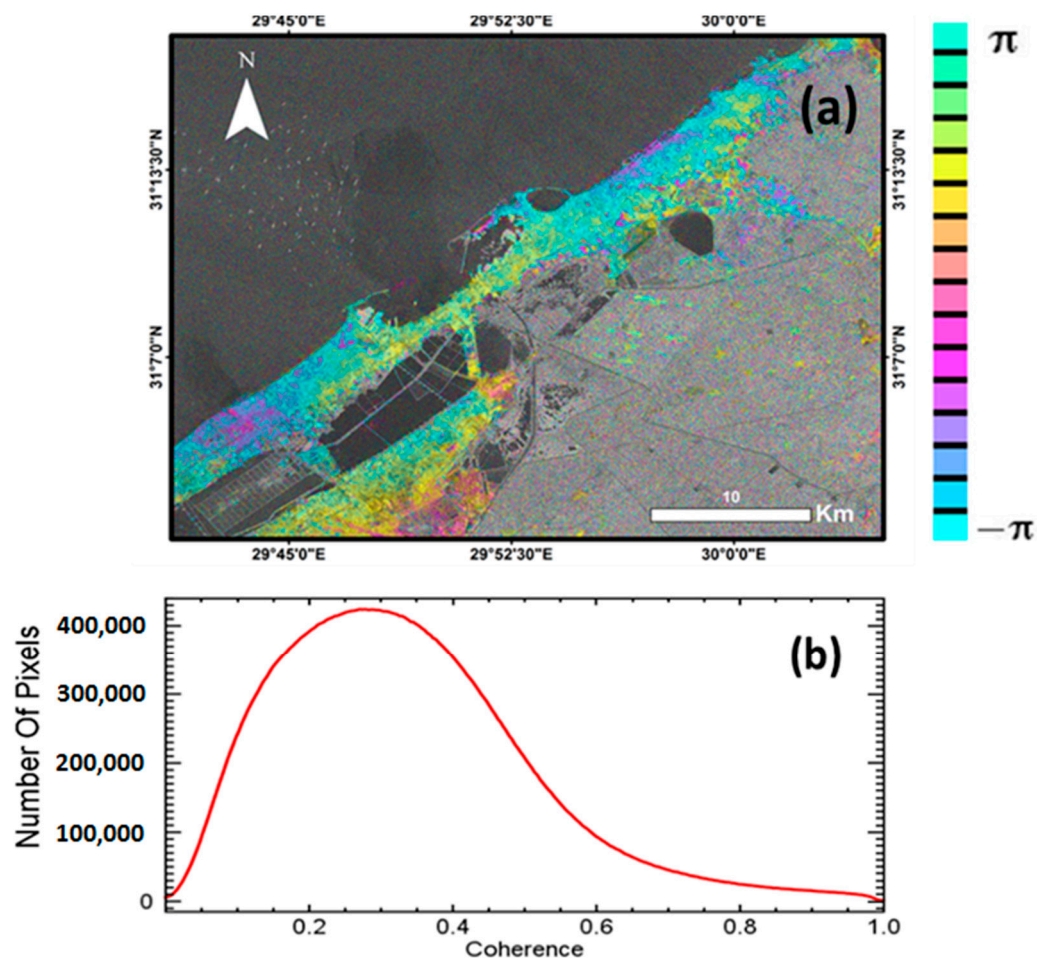 29°45'0"E 29°52'30"E 30°0'0"E
N
(a)
π
31°13'30"N 31°13'30"N
31°7'0"N 31°7'0"N
10
Km
−π
29°45'0"E 29°52'30"E 30°0'0"E
(b)
Number Of Pixels
400,000
300,000
200,000
100,000
0
0.2 0.4 0.6 0.8 1.0
Coherence